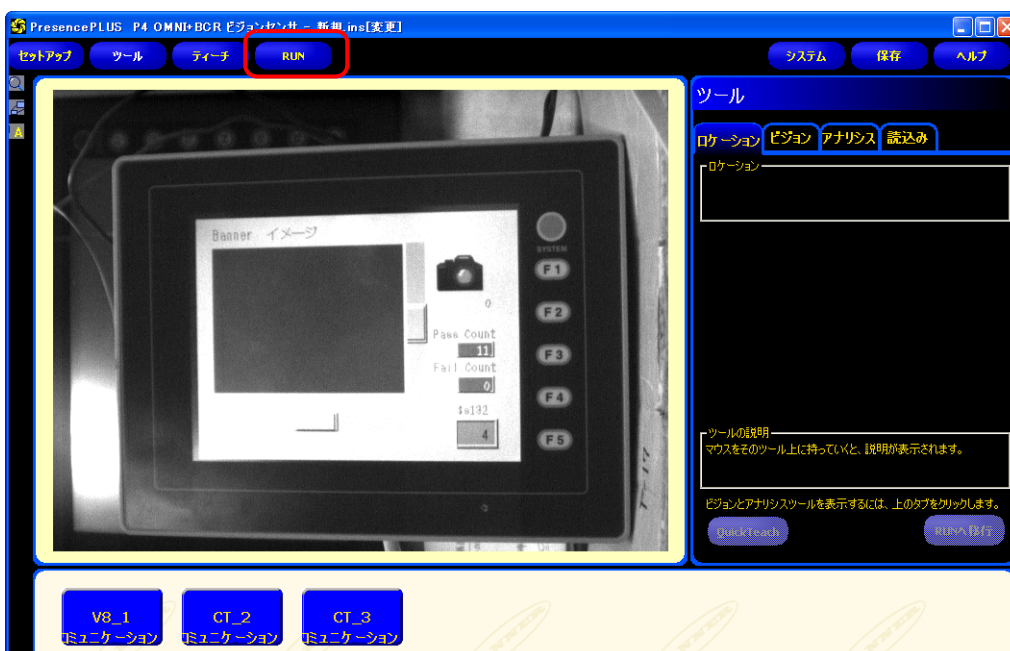 PresencePLUS P4 OMNI+BCR ビジョンセンサ - 新規.ins[変更]
セットアップ ツール ティーチ RUN システム 保存 ヘルプ
A
ツール
ロケーション ビジョン アナリシス 読込み
ロケーション
Banner イメージ
SYSTEM
F1
0
F2
Pass Count
11
F3
Fail Count
0
F4
$s132
4
F5
ツールの説明
マウスをそのツール上に持っていくと、説明が表示されます。
ビジョンとアナリシスツールを表示するには、上のタブをクリックします。
QuickTeach RUNへ移行
V8_1 CT_2 CT_3
コミュニケーション コミュニケーション コミュニケーション